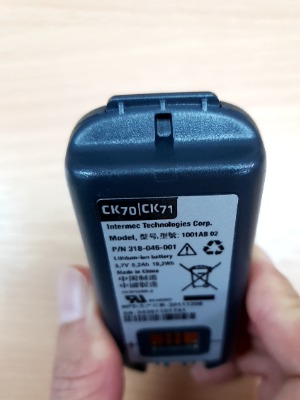 CK70|CK71
Intermec Technologies Corp.
Model, 型号, 型號: 1001AB 02
P/N 318-046-001
Lithium-ion battery
3,7V 5,2Ah 19,2Wh
Made in China
中国制造
中國製造